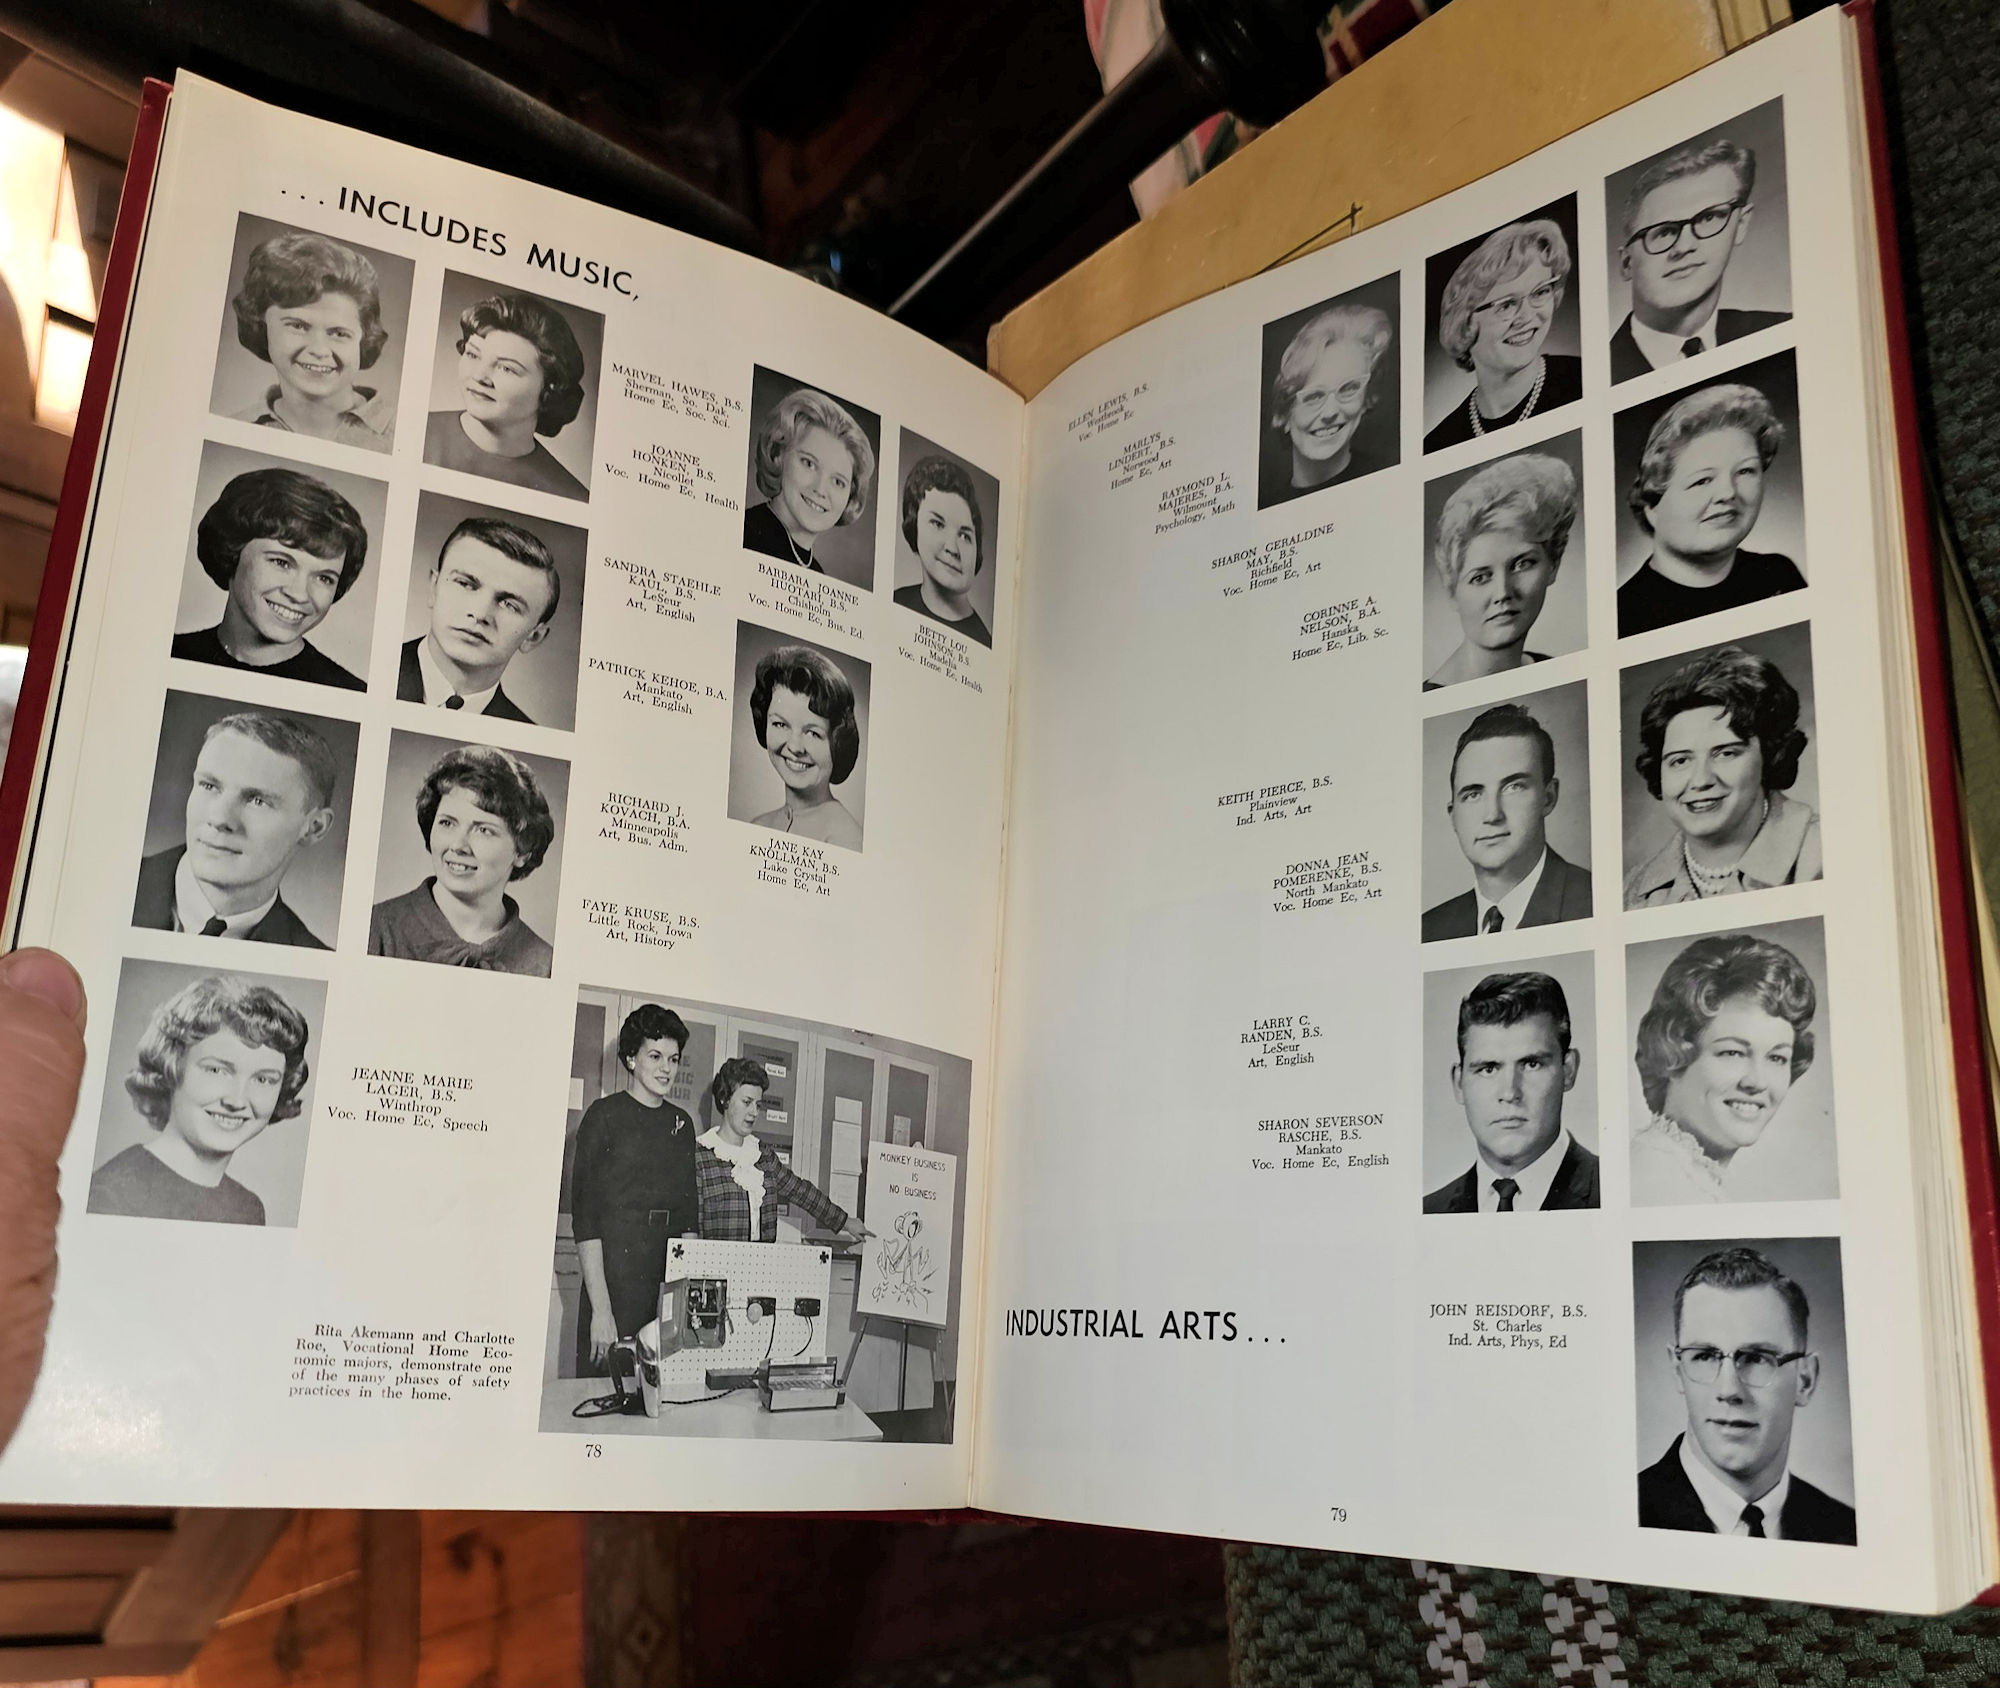 ...INCLUDES MUSIC,
MARVEL HAWES, B.S.
Sherman, So. Dak.
Home Ec, Soc. Sci.
JOANNE
HONKEN, B.S.
Nicollet
Voc. Home Ec, Health
SANDRA STAEHLE
KAUL, B.S.
LeSeur
Art, English
PATRICK KEHOE, B.A.
Mankato
Art, English
RICHARD J.
KOVACH, B.A.
Minneapolis
Art, Bus. Adm.
FAYE KRUSE, B.S.
Little Rock, Iowa
Art, History
BARBARA JOANNE
HUOTARI, B.S.
Chisholm
Voc. Home Ec, Bus. Ed.
BETTY LOU
JOHNSON, B.S.
Madelia
Voc. Home Ec, Health
JANE KAY
KNOLLMAN, B.S.
Lake Crystal
Home Ec, Art
JEANNE MARIE
LAGER, B.S.
Winthrop
Voc. Home Ec, Speech
MONKEY BUSINESS
IS
NO BUSINESS
Rita Akemann and Charlotte
Roe, Vocational Home Eco-
nomic majors, demonstrate one
of the many phases of safety
practices in the home.
78
ELLEN LEWIS, B.S.
Westbrook
Voc. Home Ec
MARLYS
LINDERT, B.S.
Norwood
Home Ec, Art
RAYMOND L.
MAJERES, B.A.
Wilmount
Psychology, Math
SHARON GERALDINE
MAY, B.S.
Richfield
Voc. Home Ec, Art
CORINNE A.
NELSON, B.A.
Hanska
Home Ec, Lib. Sc.
KEITH PIERCE, B.S.
Plainview
Ind. Arts, Art
DONNA JEAN
POMERENKE, B.S.
North Mankato
Voc. Home Ec, Art
LARRY C.
RANDEN, B.S.
LeSeur
Art, English
SHARON SEVERSON
RASCHE, B.S.
Mankato
Voc. Home Ec, English
INDUSTRIAL ARTS...
JOHN REISDORF, B.S.
St. Charles
Ind. Arts, Phys, Ed
79